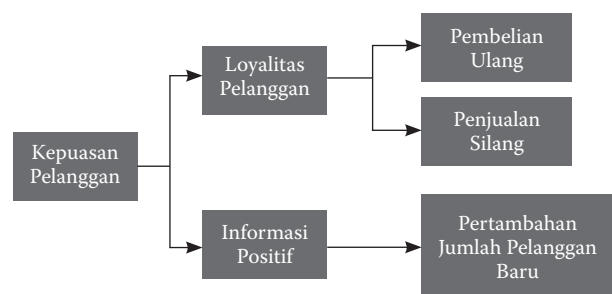 Kepuasan
Pelanggan
Loyalitas
Pelanggan
Pembelian
Ulang
Penjualan
Silang
Informasi
Positif
Pertambahan
Jumlah Pelanggan
Baru